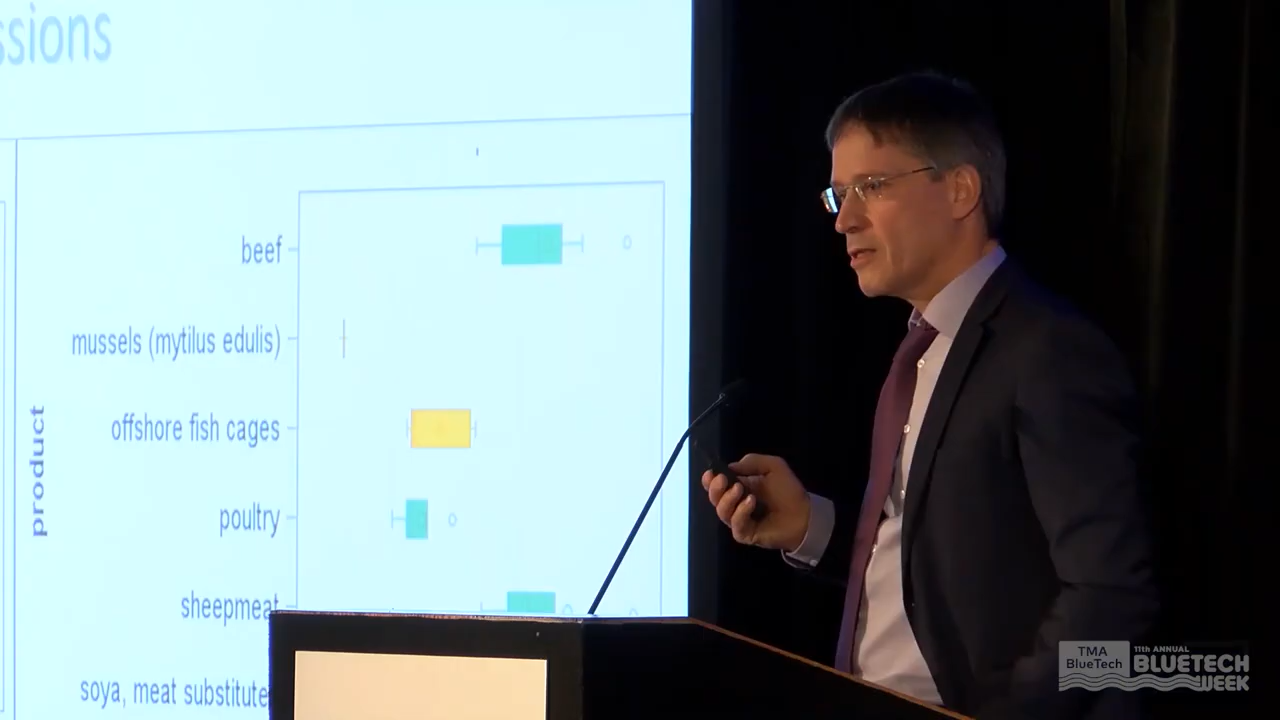 ssions
beef
mussels (mytilus edulis)
offshore fish cages
poultry
sheepmeat
soya, meat substitute
product
TMA
BlueTech
11th ANNUAL
BLUETECH
WEEK